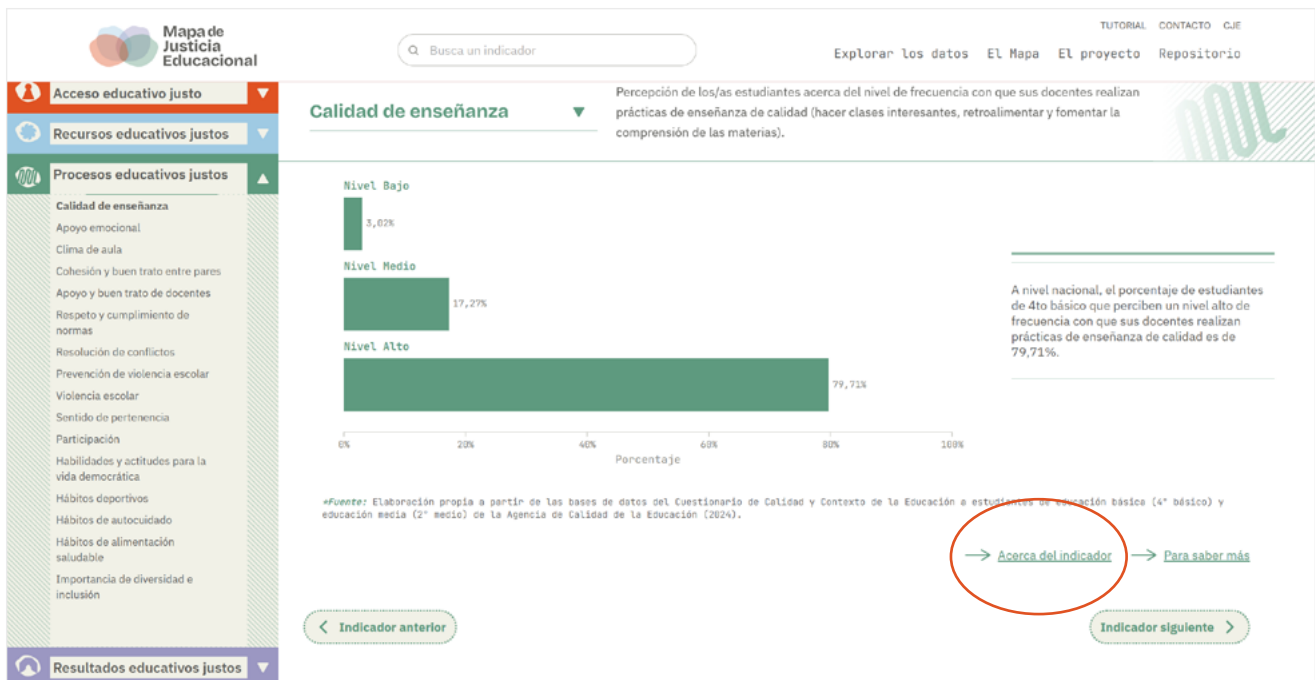 Mapa de
Justicia
Educacional
Busca un indicador
TUTORIAL CONTACTO CJE
Explorar los datos El Mapa El proyecto Repositorio
Acceso educativo justo
Recursos educativos justos
Procesos educativos justos
Calidad de enseñanza
Apoyo emocional
Clima de aula
Cohesión y buen trato entre pares
Apoyo y buen trato de docentes
Respeto y cumplimiento de
normas
Resolución de conflictos
Prevención de violencia escolar
Violencia escolar
Sentido de pertenencia
Participación
Habilidades y actitudes para la
vida democrática
Hábitos deportivos
Hábitos de autocuidado
Hábitos de alimentación
saludable
Importancia de diversidad e
inclusión
Resultados educativos justos
Calidad de enseñanza
Percepción de los/as estudiantes acerca del nivel de frecuencia con que sus docentes realizan
prácticas de enseñanza de calidad (hacer clases interesantes, retroalimentar y fomentar la
comprensión de las materias).
Nivel Bajo
3,02%
Nivel Medio
17,27%
Nivel Alto
79,71%
0% 20% 40% 60% 80% 100%
Porcentaje
A nivel nacional, el porcentaje de estudiantes
de 4to básico que perciben un nivel alto de
frecuencia con que sus docentes realizan
prácticas de enseñanza de calidad es de
79,71%.
*Fuente: Elaboración propia a partir de las bases de datos del Cuestionario de Calidad y Contexto de la Educación a estudiantes de educación básica (4° básico) y
educación media (2° medio) de la Agencia de Calidad de la Educación (2024).
→ Acerca del indicador → Para saber más
< Indicador anterior
Indicador siguiente >